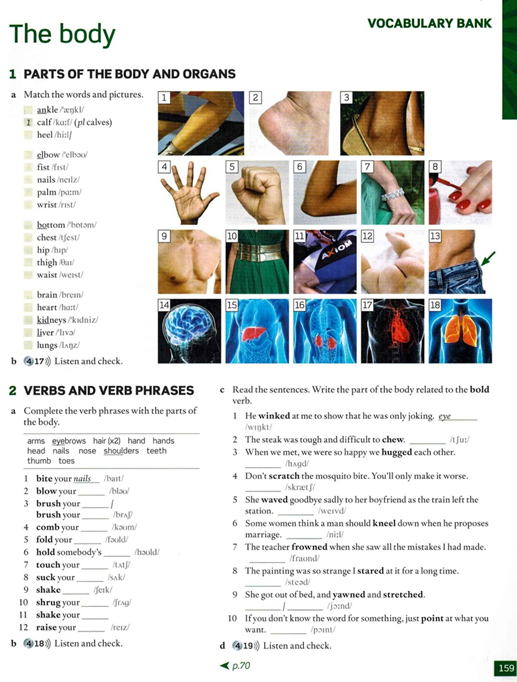 The body
VOCABULARY BANK
1 PARTS OF THE BODY AND ORGANS
a Match the words and pictures.
ankle /ˈæŋkl/
1 calf /kɑːf/ (pl calves)
heel /hiːl/
elbow /ˈelbəʊ/
fist /fɪst/
nails /neɪlz/
palm /pɑːm/
wrist /rɪst/
bottom /ˈbɒtəm/
chest /tʃest/
hip /hɪp/
thigh /θaɪ/
waist /weɪst/
brain /breɪn/
heart /hɑːt/
kidneys /ˈkɪdniz/
liver /ˈlɪvə/
lungs /lʌŋz/
b 4 17)) Listen and check.
1
2
3
4
5
6
7
8
9
10
11
AXIOM
12
13
14
15
16
17
18
2 VERBS AND VERB PHRASES
a Complete the verb phrases with the parts of
the body.
arms eyebrows hair (x2) hand hands
head nails nose shoulders teeth
thumb toes
1 bite your nails /baɪt/
2 blow your ______ /bləʊ/
3 brush your ______ /
brush your ______ /brʌʃ/
4 comb your ______ /kəʊm/
5 fold your ______ /fəʊld/
6 hold somebody's ______ /həʊld/
7 touch your ______ /tʌtʃ/
8 suck your ______ /sʌk/
9 shake ______ /ʃeɪk/
10 shrug your ______ /ʃrʌg/
11 shake your ______
12 raise your ______ /reɪz/
b 4 18)) Listen and check.
c Read the sentences. Write the part of the body related to the bold
verb.
1 He winked at me to show that he was only joking. eye
/wɪŋkt/
2 The steak was tough and difficult to chew. ______ /tʃuː/
3 When we met, we were so happy we hugged each other.
______ /hʌgd/
4 Don't scratch the mosquito bite. You'll only make it worse.
______ /skrætʃ/
5 She waved goodbye sadly to her boyfriend as the train left the
station. ______ /weɪvd/
6 Some women think a man should kneel down when he proposes
marriage. ______ /niːl/
7 The teacher frowned when she saw all the mistakes I had made.
______ /fraʊnd/
8 The painting was so strange I stared at it for a long time.
______ /steəd/
9 She got out of bed, and yawned and stretched.
______ / ______ /jɔːnd/
10 If you don't know the word for something, just point at what you
want. ______ /pɔɪnt/
d 4 19)) Listen and check.
p.70
159